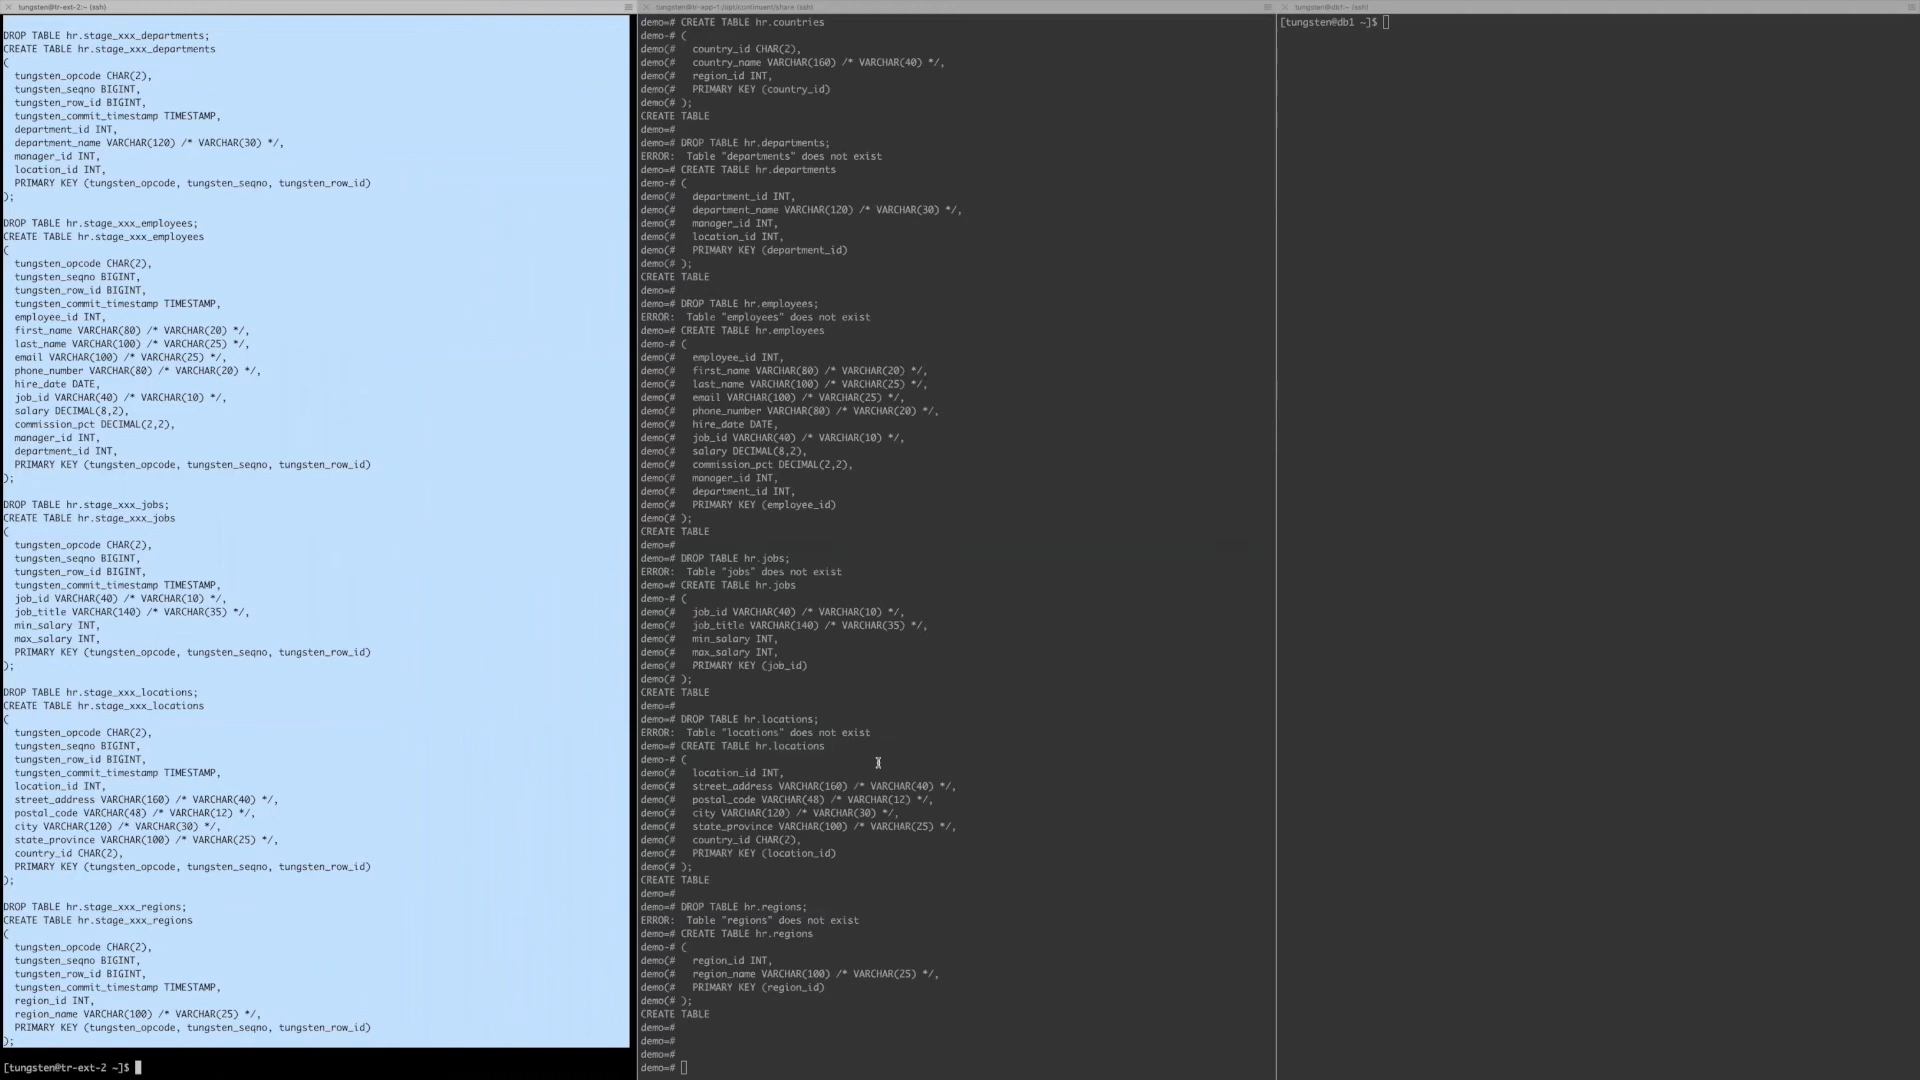 tungsten@tr-ext-2:~ (ssh)
DROP TABLE hr.stage_xxx_departments;
CREATE TABLE hr.stage_xxx_departments
(
  tungsten_opcode CHAR(2),
  tungsten_seqno BIGINT,
  tungsten_row_id BIGINT,
  tungsten_commit_timestamp TIMESTAMP,
  department_id INT,
  department_name VARCHAR(120) /* VARCHAR(30) */,
  manager_id INT,
  location_id INT,
  PRIMARY KEY (tungsten_opcode, tungsten_seqno, tungsten_row_id)
);
DROP TABLE hr.stage_xxx_employees;
CREATE TABLE hr.stage_xxx_employees
(
  tungsten_opcode CHAR(2),
  tungsten_seqno BIGINT,
  tungsten_row_id BIGINT,
  tungsten_commit_timestamp TIMESTAMP,
  employee_id INT,
  first_name VARCHAR(80) /* VARCHAR(20) */,
  last_name VARCHAR(100) /* VARCHAR(25) */,
  email VARCHAR(100) /* VARCHAR(25) */,
  phone_number VARCHAR(80) /* VARCHAR(20) */,
  hire_date DATE,
  job_id VARCHAR(40) /* VARCHAR(10) */,
  salary DECIMAL(8,2),
  commission_pct DECIMAL(2,2),
  manager_id INT,
  department_id INT,
  PRIMARY KEY (tungsten_opcode, tungsten_seqno, tungsten_row_id)
);
DROP TABLE hr.stage_xxx_jobs;
CREATE TABLE hr.stage_xxx_jobs
(
  tungsten_opcode CHAR(2),
  tungsten_seqno BIGINT,
  tungsten_row_id BIGINT,
  tungsten_commit_timestamp TIMESTAMP,
  job_id VARCHAR(40) /* VARCHAR(10) */,
  job_title VARCHAR(140) /* VARCHAR(35) */,
  min_salary INT,
  max_salary INT,
  PRIMARY KEY (tungsten_opcode, tungsten_seqno, tungsten_row_id)
);
DROP TABLE hr.stage_xxx_locations;
CREATE TABLE hr.stage_xxx_locations
(
  tungsten_opcode CHAR(2),
  tungsten_seqno BIGINT,
  tungsten_row_id BIGINT,
  tungsten_commit_timestamp TIMESTAMP,
  location_id INT,
  street_address VARCHAR(160) /* VARCHAR(40) */,
  postal_code VARCHAR(48) /* VARCHAR(12) */,
  city VARCHAR(120) /* VARCHAR(30) */,
  state_province VARCHAR(100) /* VARCHAR(25) */,
  country_id CHAR(2),
  PRIMARY KEY (tungsten_opcode, tungsten_seqno, tungsten_row_id)
);
DROP TABLE hr.stage_xxx_regions;
CREATE TABLE hr.stage_xxx_regions
(
  tungsten_opcode CHAR(2),
  tungsten_seqno BIGINT,
  tungsten_row_id BIGINT,
  tungsten_commit_timestamp TIMESTAMP,
  region_id INT,
  region_name VARCHAR(100) /* VARCHAR(25) */,
  PRIMARY KEY (tungsten_opcode, tungsten_seqno, tungsten_row_id)
);
[tungsten@tr-ext-2 ~]$
tungsten@tr-app-1:/opt/continuent/share (ssh)
demo=# CREATE TABLE hr.countries
demo-# (
demo(#   country_id CHAR(2),
demo(#   country_name VARCHAR(160) /* VARCHAR(40) */,
demo(#   region_id INT,
demo(#   PRIMARY KEY (country_id)
demo(# );
CREATE TABLE
demo=#
demo=# DROP TABLE hr.departments;
ERROR:  Table "departments" does not exist
demo=# CREATE TABLE hr.departments
demo-# (
demo(#   department_id INT,
demo(#   department_name VARCHAR(120) /* VARCHAR(30) */,
demo(#   manager_id INT,
demo(#   location_id INT,
demo(#   PRIMARY KEY (department_id)
demo(# );
CREATE TABLE
demo=#
demo=# DROP TABLE hr.employees;
ERROR:  Table "employees" does not exist
demo=# CREATE TABLE hr.employees
demo-# (
demo(#   employee_id INT,
demo(#   first_name VARCHAR(80) /* VARCHAR(20) */,
demo(#   last_name VARCHAR(100) /* VARCHAR(25) */,
demo(#   email VARCHAR(100) /* VARCHAR(25) */,
demo(#   phone_number VARCHAR(80) /* VARCHAR(20) */,
demo(#   hire_date DATE,
demo(#   job_id VARCHAR(40) /* VARCHAR(10) */,
demo(#   salary DECIMAL(8,2),
demo(#   commission_pct DECIMAL(2,2),
demo(#   manager_id INT,
demo(#   department_id INT,
demo(#   PRIMARY KEY (employee_id)
demo(# );
CREATE TABLE
demo=#
demo=# DROP TABLE hr.jobs;
ERROR:  Table "jobs" does not exist
demo=# CREATE TABLE hr.jobs
demo-# (
demo(#   job_id VARCHAR(40) /* VARCHAR(10) */,
demo(#   job_title VARCHAR(140) /* VARCHAR(35) */,
demo(#   min_salary INT,
demo(#   max_salary INT,
demo(#   PRIMARY KEY (job_id)
demo(# );
CREATE TABLE
demo=#
demo=# DROP TABLE hr.locations;
ERROR:  Table "locations" does not exist
demo=# CREATE TABLE hr.locations
demo-# (
demo(#   location_id INT,
demo(#   street_address VARCHAR(160) /* VARCHAR(40) */,
demo(#   postal_code VARCHAR(48) /* VARCHAR(12) */,
demo(#   city VARCHAR(120) /* VARCHAR(30) */,
demo(#   state_province VARCHAR(100) /* VARCHAR(25) */,
demo(#   country_id CHAR(2),
demo(#   PRIMARY KEY (location_id)
demo(# );
CREATE TABLE
demo=#
demo=# DROP TABLE hr.regions;
ERROR:  Table "regions" does not exist
demo=# CREATE TABLE hr.regions
demo-# (
demo(#   region_id INT,
demo(#   region_name VARCHAR(100) /* VARCHAR(25) */,
demo(#   PRIMARY KEY (region_id)
demo(# );
CREATE TABLE
demo=#
demo=#
demo=#
demo=#
tungsten@db1:~ (ssh)
[tungsten@db1 ~]$